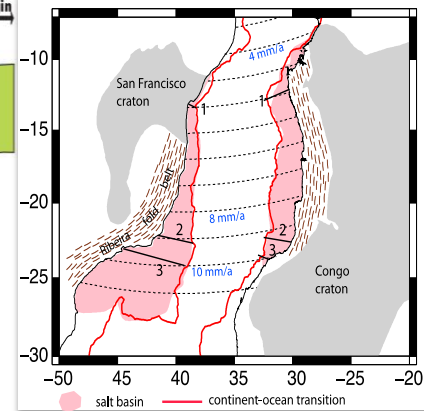 in
−10
−15
−20
−25
−30
−50
45
40
35
30
−25
−20
San Francisco
craton
4 mm/a
1
1
Ribeira fold belt
8 mm/a
2
2
3
3
10 mm/a
Congo
craton
salt basin
continent-ocean transition